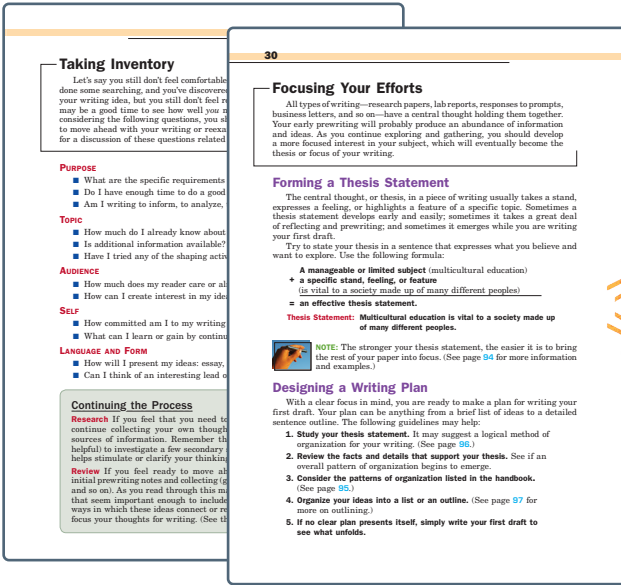 Taking Inventory
Let's say you still don't feel comfortable
done some searching, and you've discovered
your writing idea, but you still don't feel
may be a good time to see how well you
considering the following questions, you
to move ahead with your writing or
for a discussion of these questions related
PURPOSE
■ What are the specific requirements
■ Do I have enough time to do a good
■ Am I writing to inform, to analyze,
TOPIC
■ How much do I already know about
■ Is additional information available?
■ Have I tried any of the shaping
AUDIENCE
■ How much does my reader care or
■ How can I create interest in my
SELF
■ How committed am I to my writing
■ What can I learn or gain by
LANGUAGE AND FORM
■ How will I present my ideas: essay,
■ Can I think of an interesting lead
Continuing the Process
Research If you feel that you need to
continue collecting your own
sources of information. Remember
helpful) to investigate a few secondary
helps stimulate or clarify your thinking
Review If you feel ready to move
initial prewriting notes and collecting
and so on). As you read through this
that seem important enough to include
ways in which these ideas connect or
focus your thoughts for writing. (See
30
Focusing Your Efforts
All types of writing—research papers, lab reports, responses to prompts,
business letters, and so on—have a central thought holding them together.
Your early prewriting will probably produce an abundance of information
and ideas. As you continue exploring and gathering, you should develop
a more focused interest in your subject, which will eventually become the
thesis or focus of your writing.
Forming a Thesis Statement
The central thought, or thesis, in a piece of writing usually takes a stand,
expresses a feeling, or highlights a feature of a specific topic. Sometimes a
thesis statement develops early and easily; sometimes it takes a great deal
of reflecting and prewriting; and sometimes it emerges while you are writing
your first draft.
Try to state your thesis in a sentence that expresses what you believe and
want to explore. Use the following formula:
A manageable or limited subject (multicultural education)
+ a specific stand, feeling, or feature
(is vital to a society made up of many different peoples)
= an effective thesis statement.
Thesis Statement: Multicultural education is vital to a society made up
of many different peoples.
NOTE: The stronger your thesis statement, the easier it is to bring
the rest of your paper into focus. (See page 94 for more information
and examples.)
Designing a Writing Plan
With a clear focus in mind, you are ready to make a plan for writing your
first draft. Your plan can be anything from a brief list of ideas to a detailed
sentence outline. The following guidelines may help:
1. Study your thesis statement. It may suggest a logical method of
organization for your writing. (See page 96.)
2. Review the facts and details that support your thesis. See if an
overall pattern of organization begins to emerge.
3. Consider the patterns of organization listed in the handbook.
(See page 95.)
4. Organize your ideas into a list or an outline. (See page 97 for
more on outlining.)
5. If no clear plan presents itself, simply write your first draft to
see what unfolds.